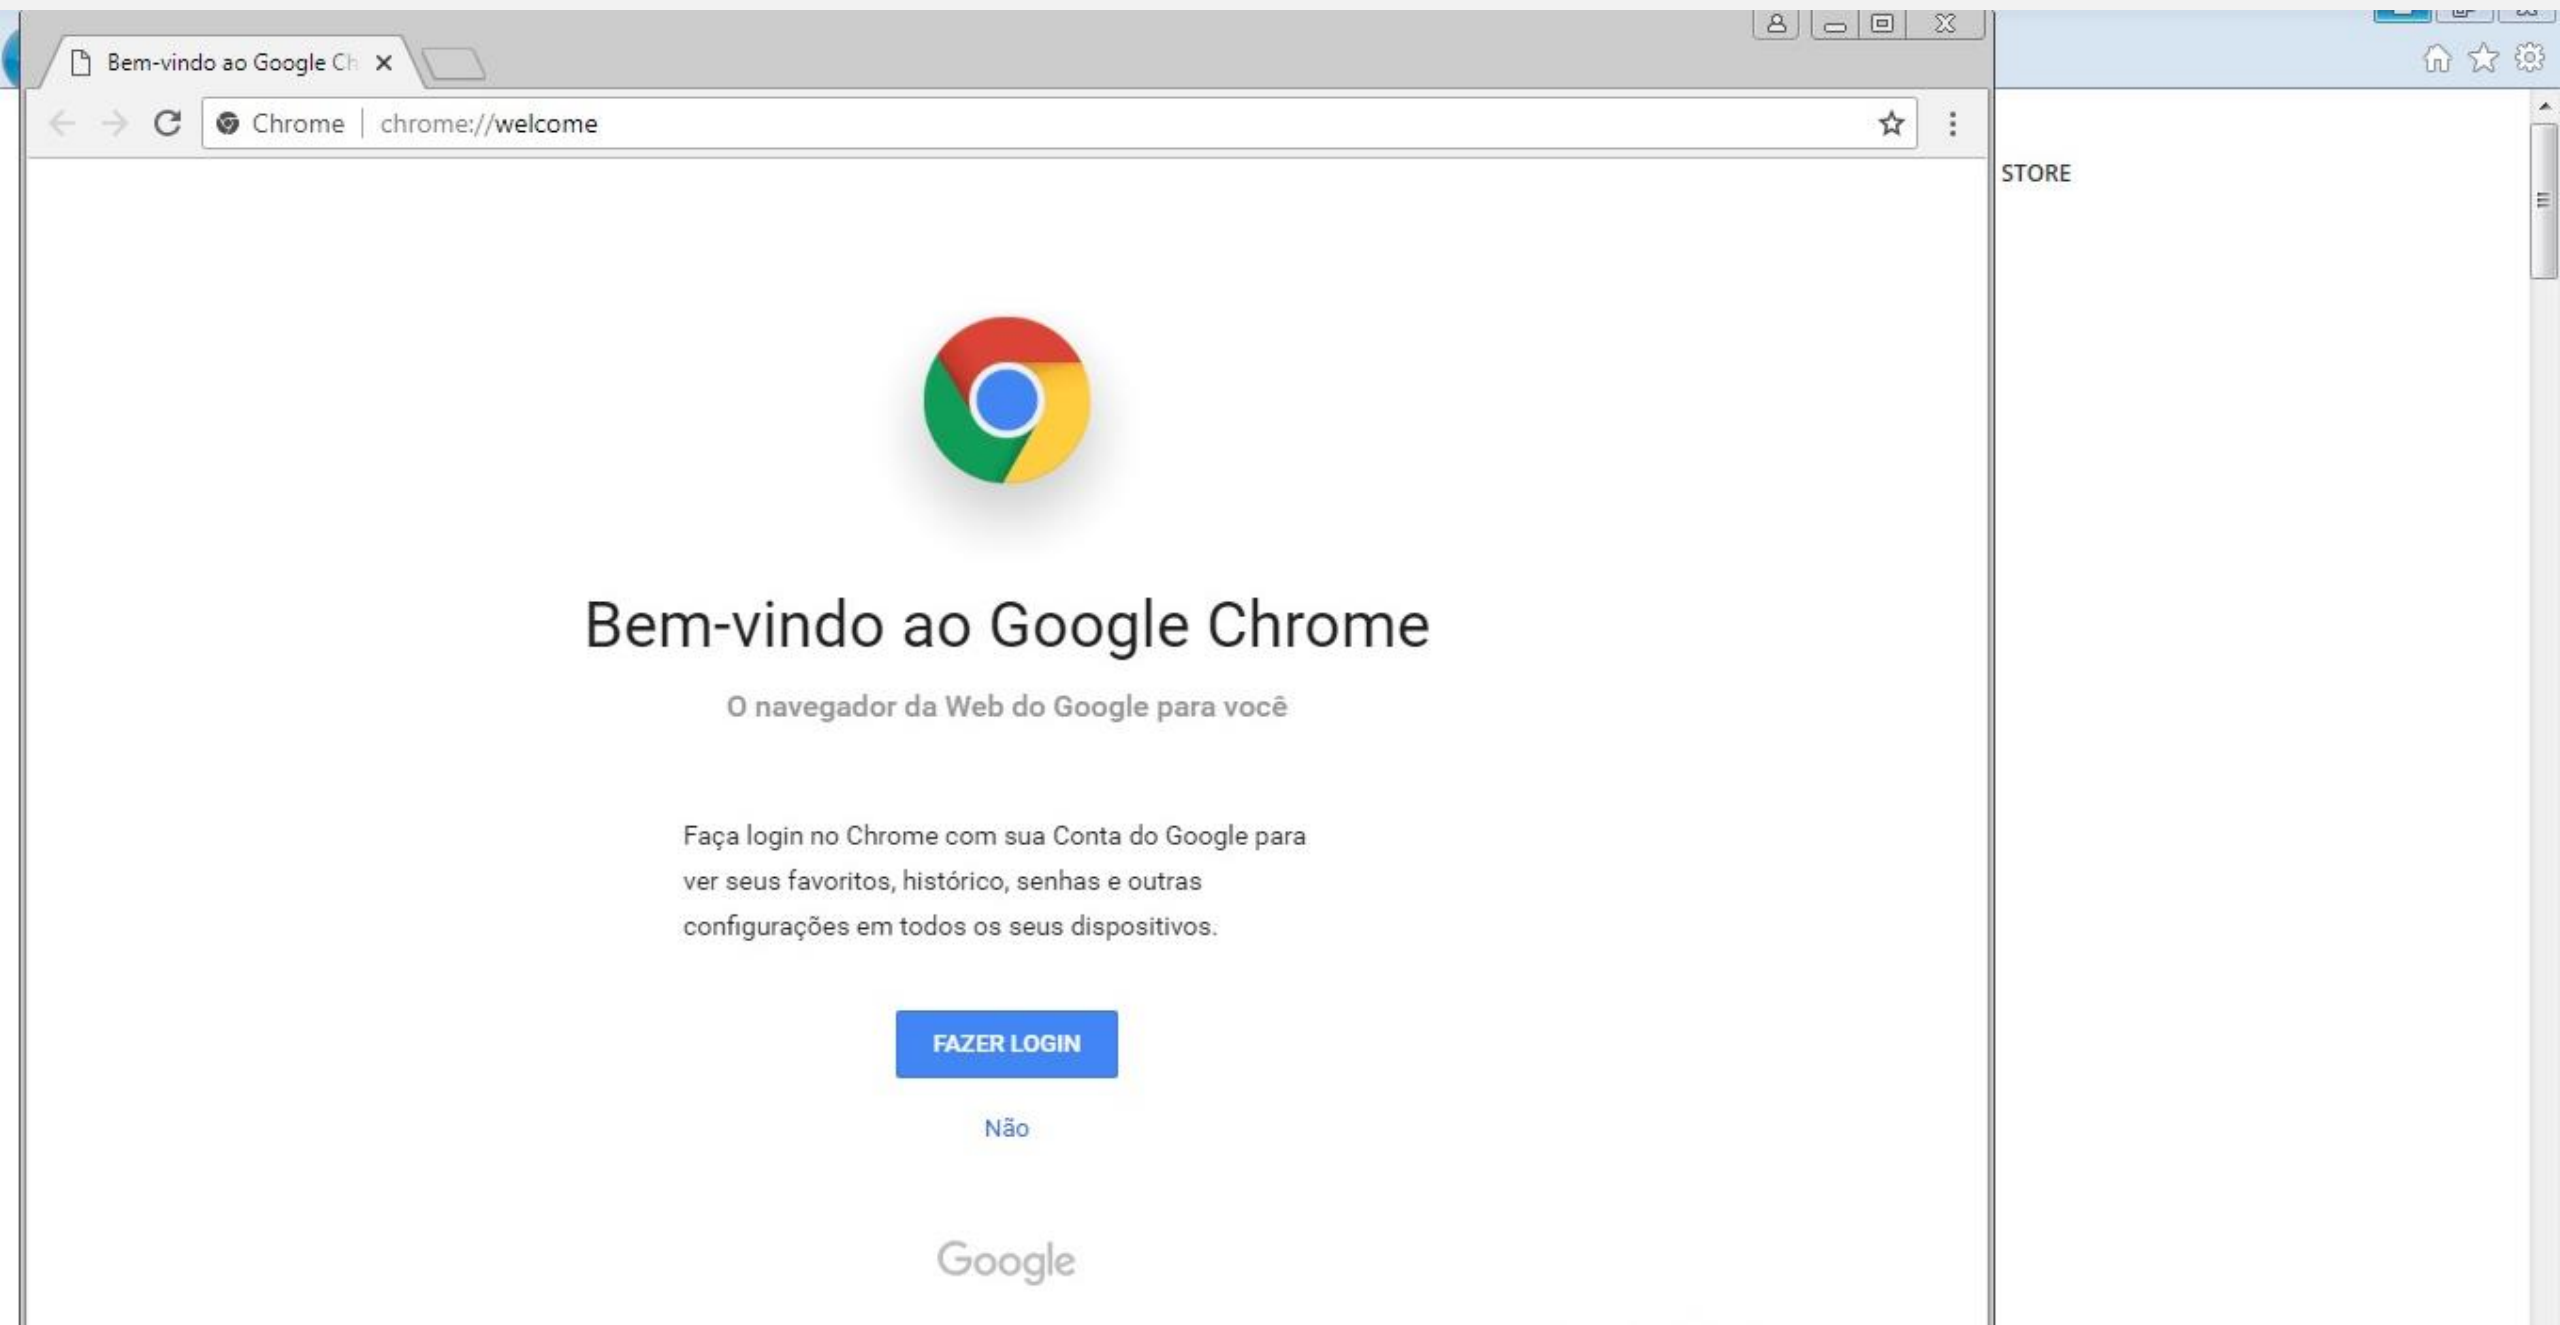 Bem-vindo ao Google Ch
Chrome | chrome://welcome
STORE
Bem-vindo ao Google Chrome
O navegador da Web do Google para você
Faça login no Chrome com sua Conta do Google para
ver seus favoritos, histórico, senhas e outras
configurações em todos os seus dispositivos.
FAZER LOGIN
Não
Google